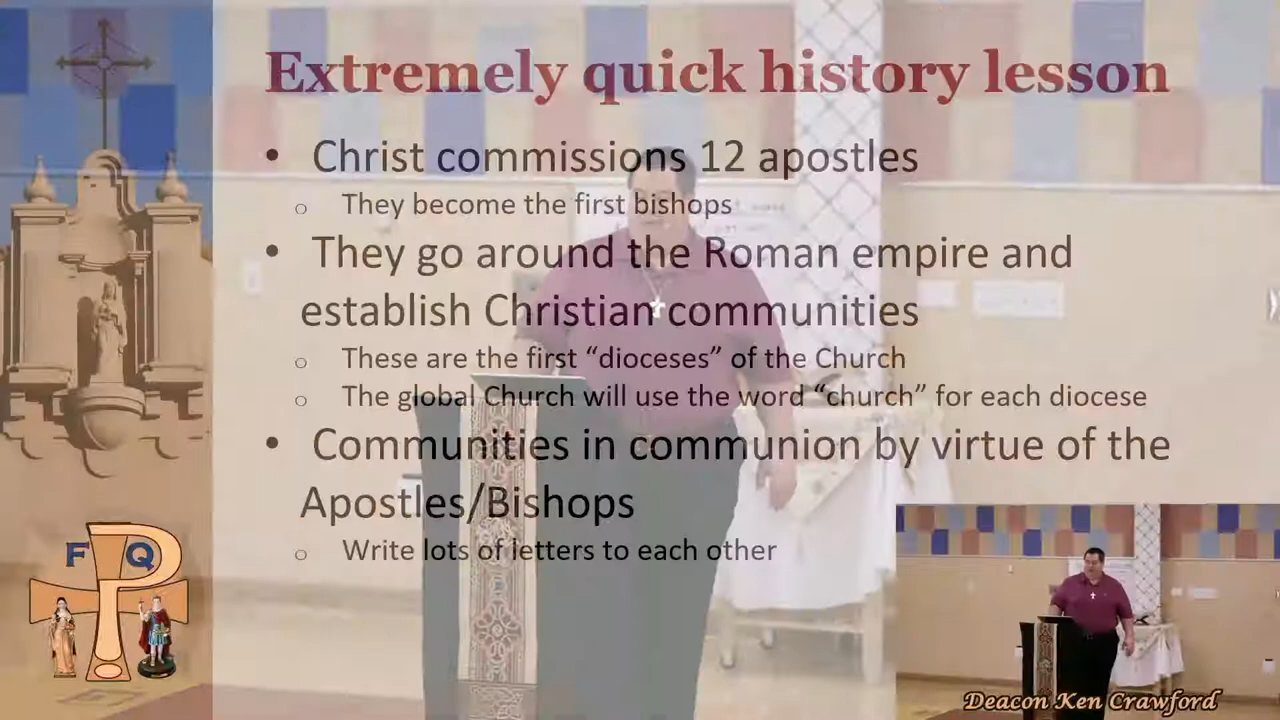 Extremely quick history lesson
• Christ commissions 12 apostles
o They become the first bishops
• They go around the Roman empire and
establish Christian communities
o These are the first “dioceses” of the Church
o The global Church will use the word “church” for each diocese
• Communities in communion by virtue of the
Apostles/Bishops
o Write lots of letters to each other
F Q
Deacon Ken Crawford